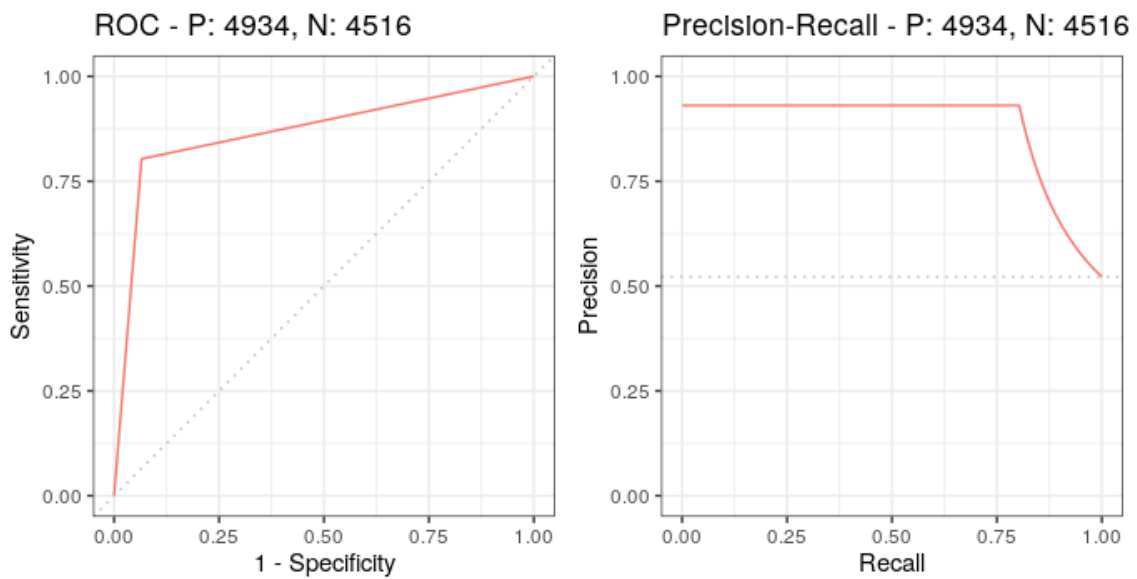 ROC - P: 4934, N: 4516
1.00
0.75
0.50
0.25
0.00
Sensitivity
0.00 0.25 0.50 0.75 1.00
1 - Specificity
Precision-Recall - P: 4934, N: 4516
1.00
0.75
0.50
0.25
0.00
Precision
0.00 0.25 0.50 0.75 1.00
Recall